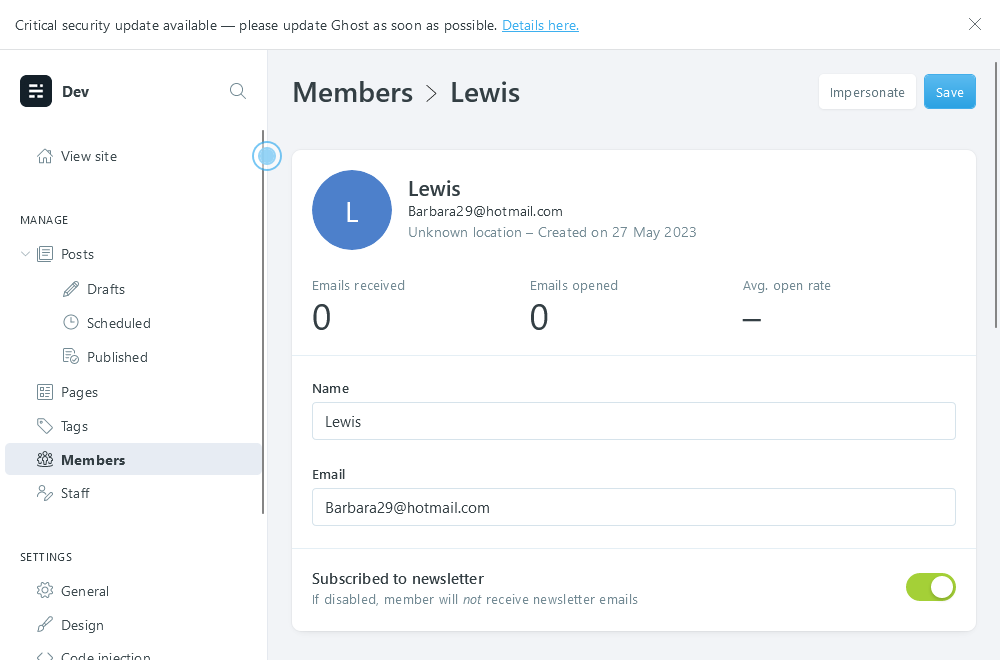 Critical security update available — please update Ghost as soon as possible. Details here.
Dev
View site
MANAGE
Posts
Drafts
Scheduled
Published
Pages
Tags
Members
Staff
SETTINGS
General
Design
Code injection
Members > Lewis
Impersonate
Save
L
Lewis
Barbara29@hotmail.com
Unknown location – Created on 27 May 2023
Emails received
0
Emails opened
0
Avg. open rate
–
Name
Lewis
Email
Barbara29@hotmail.com
Subscribed to newsletter
If disabled, member will not receive newsletter emails